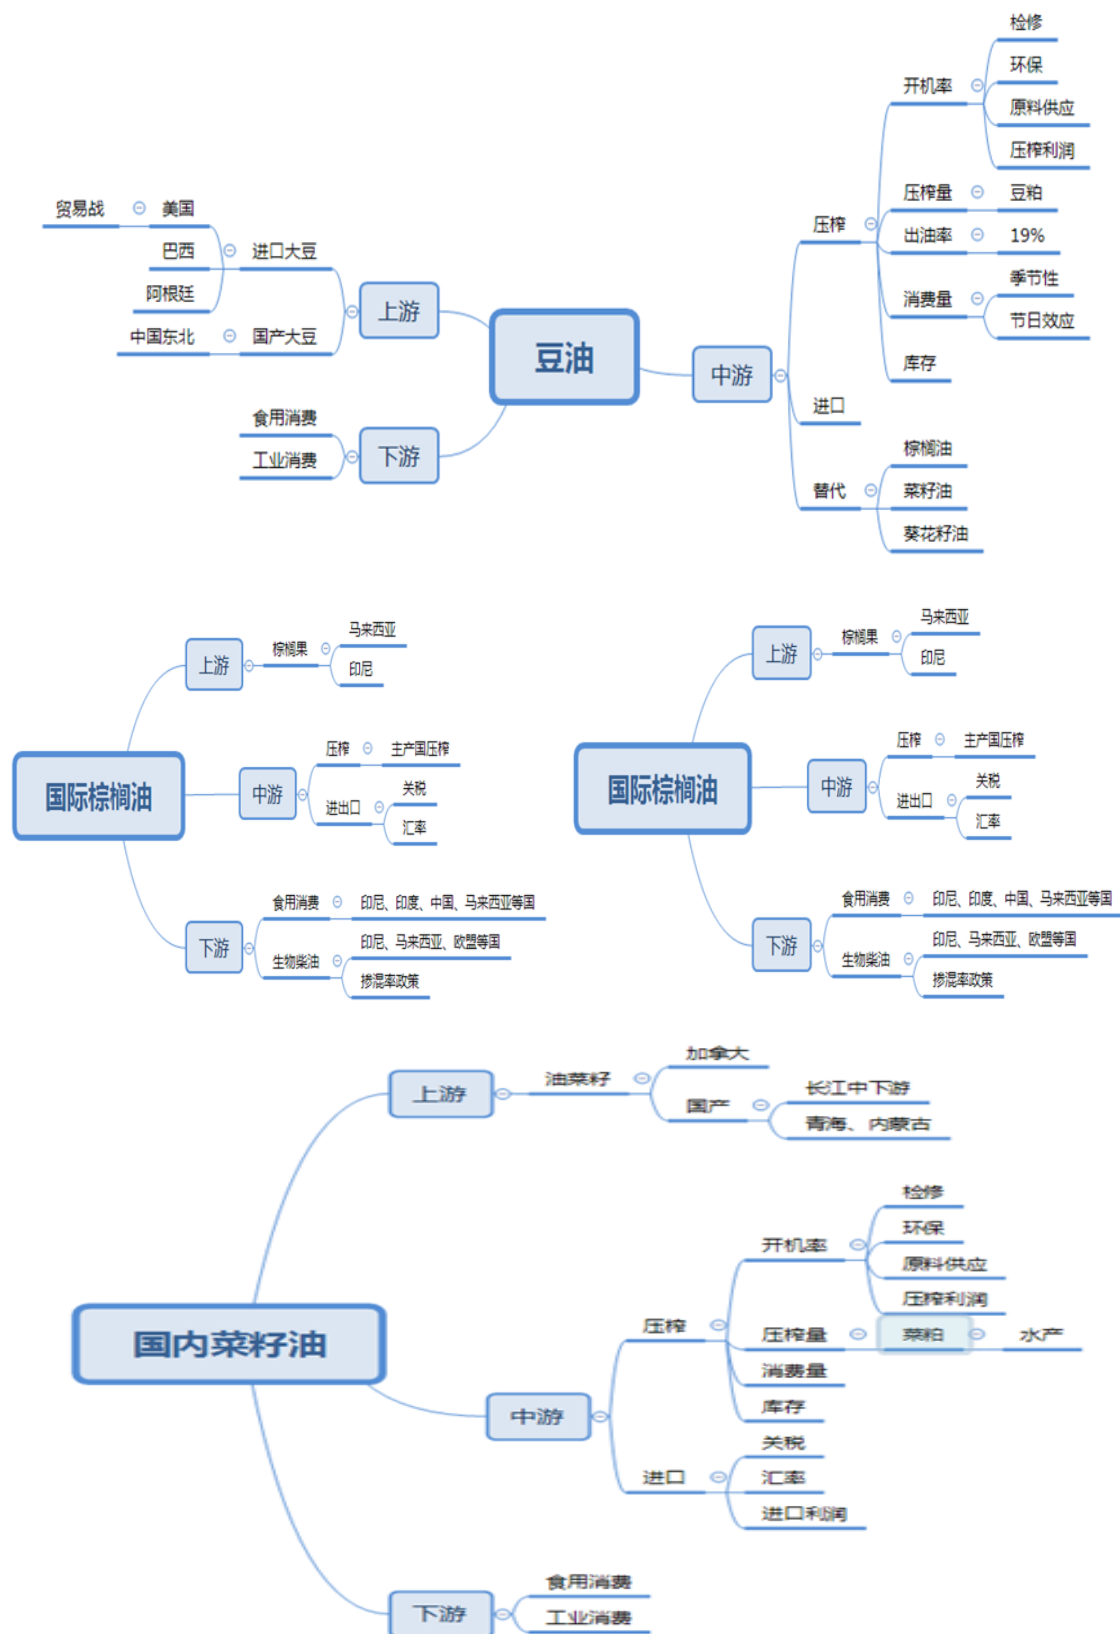 检修
环保
开机率
原料供应
压榨利润
贸易战
美国
压榨量
豆粕
压榨
巴西
进口大豆
出油率
19%
阿根廷
上游
消费量
季节性
节日效应
中国东北
国产大豆
豆油
中游
库存
进口
食用消费
工业消费
下游
棕榈油
替代
菜籽油
葵花籽油
上游
棕榈果
马来西亚
印尼
国际棕榈油
中游
压榨
主产国压榨
进出口
关税
汇率
下游
食用消费
印尼、印度、中国、马来西亚等国
生物柴油
印尼、马来西亚、欧盟等国
掺混率政策
上游
棕榈果
马来西亚
印尼
国际棕榈油
中游
压榨
主产国压榨
进出口
关税
汇率
下游
食用消费
印尼、印度、中国、马来西亚等国
生物柴油
印尼、马来西亚、欧盟等国
掺混率政策
上游
油菜籽
加拿大
国产
长江中下游
青海、内蒙古
国内菜籽油
中游
压榨
开机率
检修
环保
原料供应
压榨利润
压榨量
菜粕
水产
消费量
库存
进口
关税
汇率
进口利润
下游
食用消费
工业消费